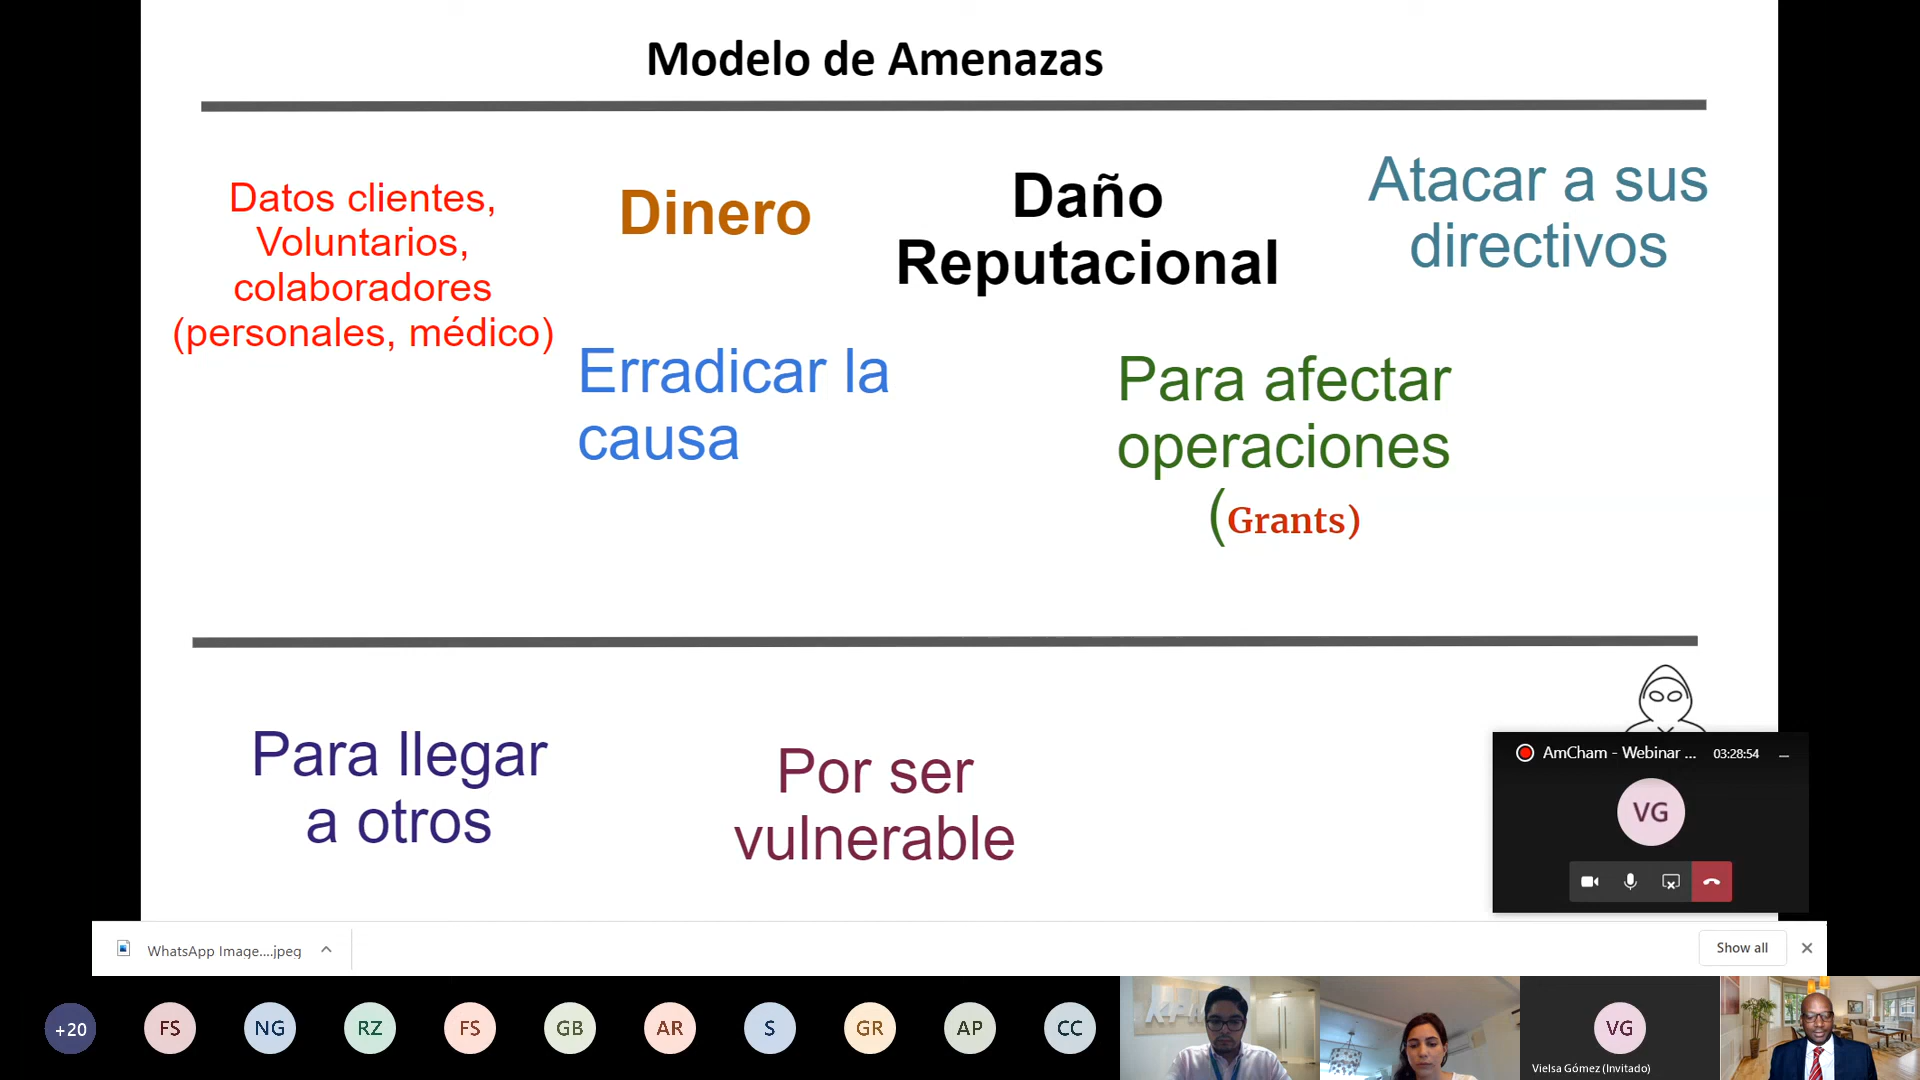 Modelo de Amenazas
Datos clientes,
Voluntarios,
colaboradores
(personales, médico)
Dinero
Daño
Reputacional
Atacar a sus
directivos
Erradicar la
causa
Para afectar
operaciones
(Grants)
Para llegar
a otros
Por ser
vulnerable
AmCham - Webinar ...
03:28:54
VG
WhatsApp Image....jpeg
Show all
+20
FS
NG
RZ
FS
GB
AR
S
GR
AP
CC
KPM
VG
Vielsa Gómez (Invitado)